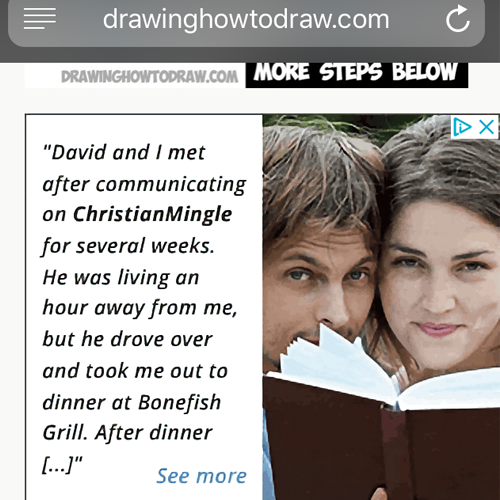 drawinghowtodraw.com
DRAWINGHOWTODRAW.COM MORE STEPS BELOW
"David and I met
after communicating
on ChristianMingle
for several weeks.
He was living an
hour away from me,
but he drove over
and took me out to
dinner at Bonefish
Grill. After dinner
[...]"
See more